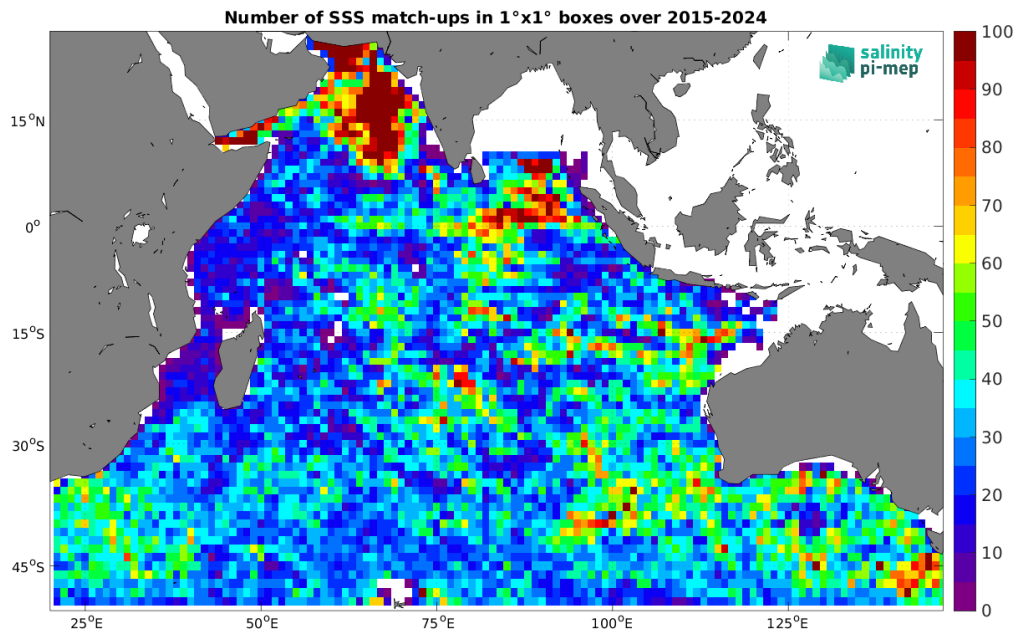 Number of SSS match-ups in 1°x1° boxes over 2015-2024
salinity
pi-mep
100
90
80
70
60
50
40
30
20
10
0
15°N
0°
15°S
30°S
45°S
25°E
50°E
75°E
100°E
125°E